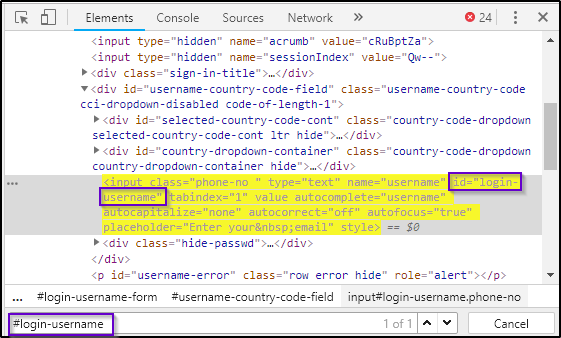 Elements Console Sources » 24
<input type="hidden" name="acrumb" value="cRuBptZa">
<input type="hidden" name="sessionIndex" value="Qw--">
<div class="sign-in-title">…</div>
<div id="username-country-code-field" class="username-country-code
cci-dropdown-disabled code-of-length-1">
<div id="selected-country-code-cont" class="country-code-dropdown
selected-country-code-cont ltr hide">…</div>
<div id="country-dropdown-container" class="country-code-dropdown
country-dropdown-container hide">…</div>
... <input class="phone-no " type="text" name="username" id="login-
username" tabindex="1" value autocomplete="username"
autocapitalize="none" autocorrect="off" autofocus="true"
placeholder="Enter your&nbsp;email" style> == $0
<div class="hide-passwd">…</div>
</div>
<p id="username-error" class="row error hide" role="alert"></p>
... #login-username-form #username-country-code-field input#login-username.phone-no ...
#login-username 1 of 1 Cancel